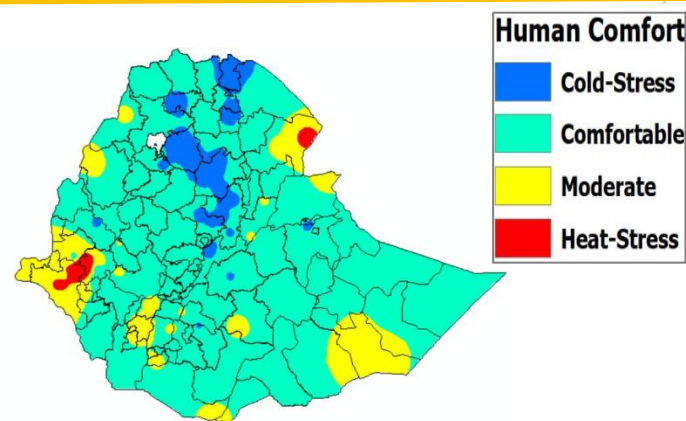 Human Comfort
Cold-Stress
Comfortable
Moderate
Heat-Stress